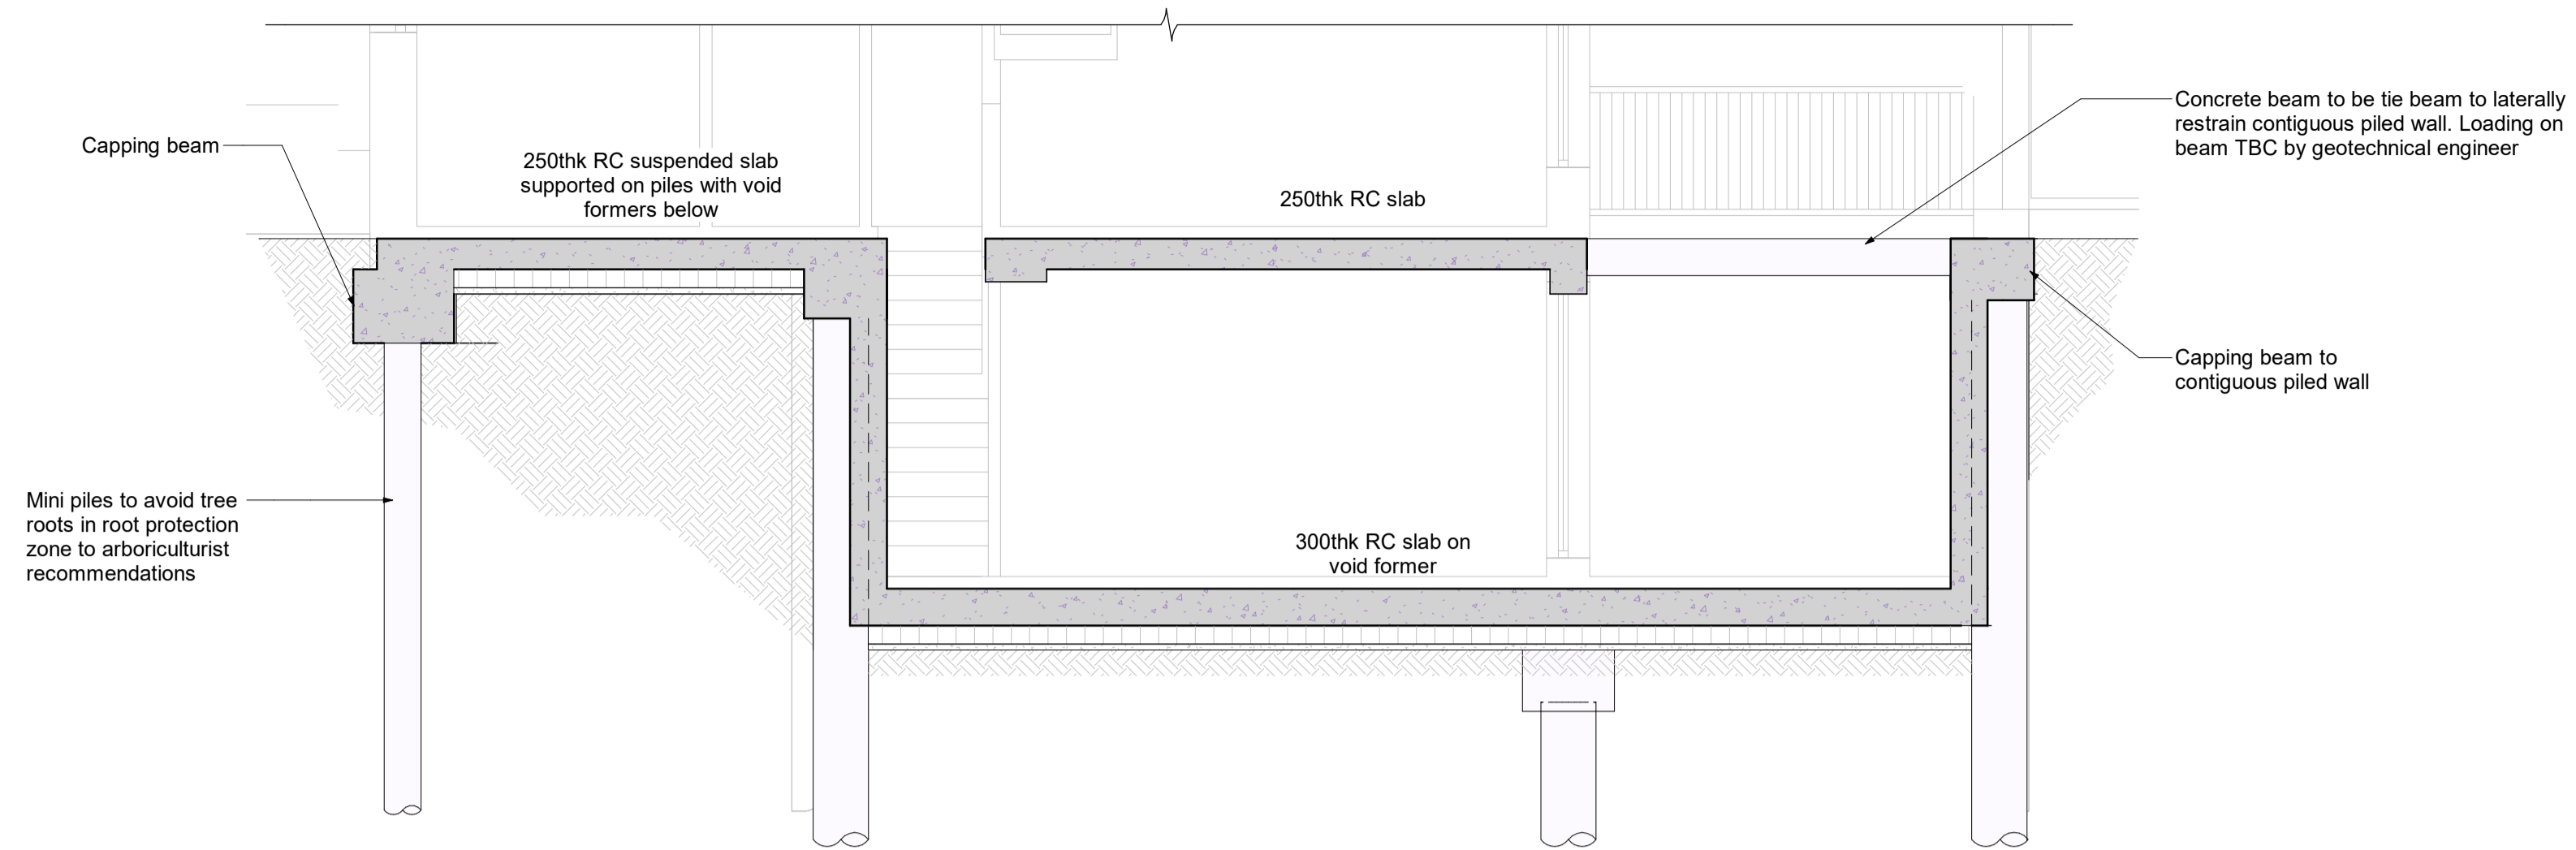 Capping beam
250thk RC suspended slab
supported on piles with void
formers below
250thk RC slab
Concrete beam to be tie beam to laterally
restrain contiguous piled wall. Loading on
beam TBC by geotechnical engineer
Capping beam to
contiguous piled wall
Mini piles to avoid tree
roots in root protection
zone to arboriculturist
recommendations
300thk RC slab on
void former